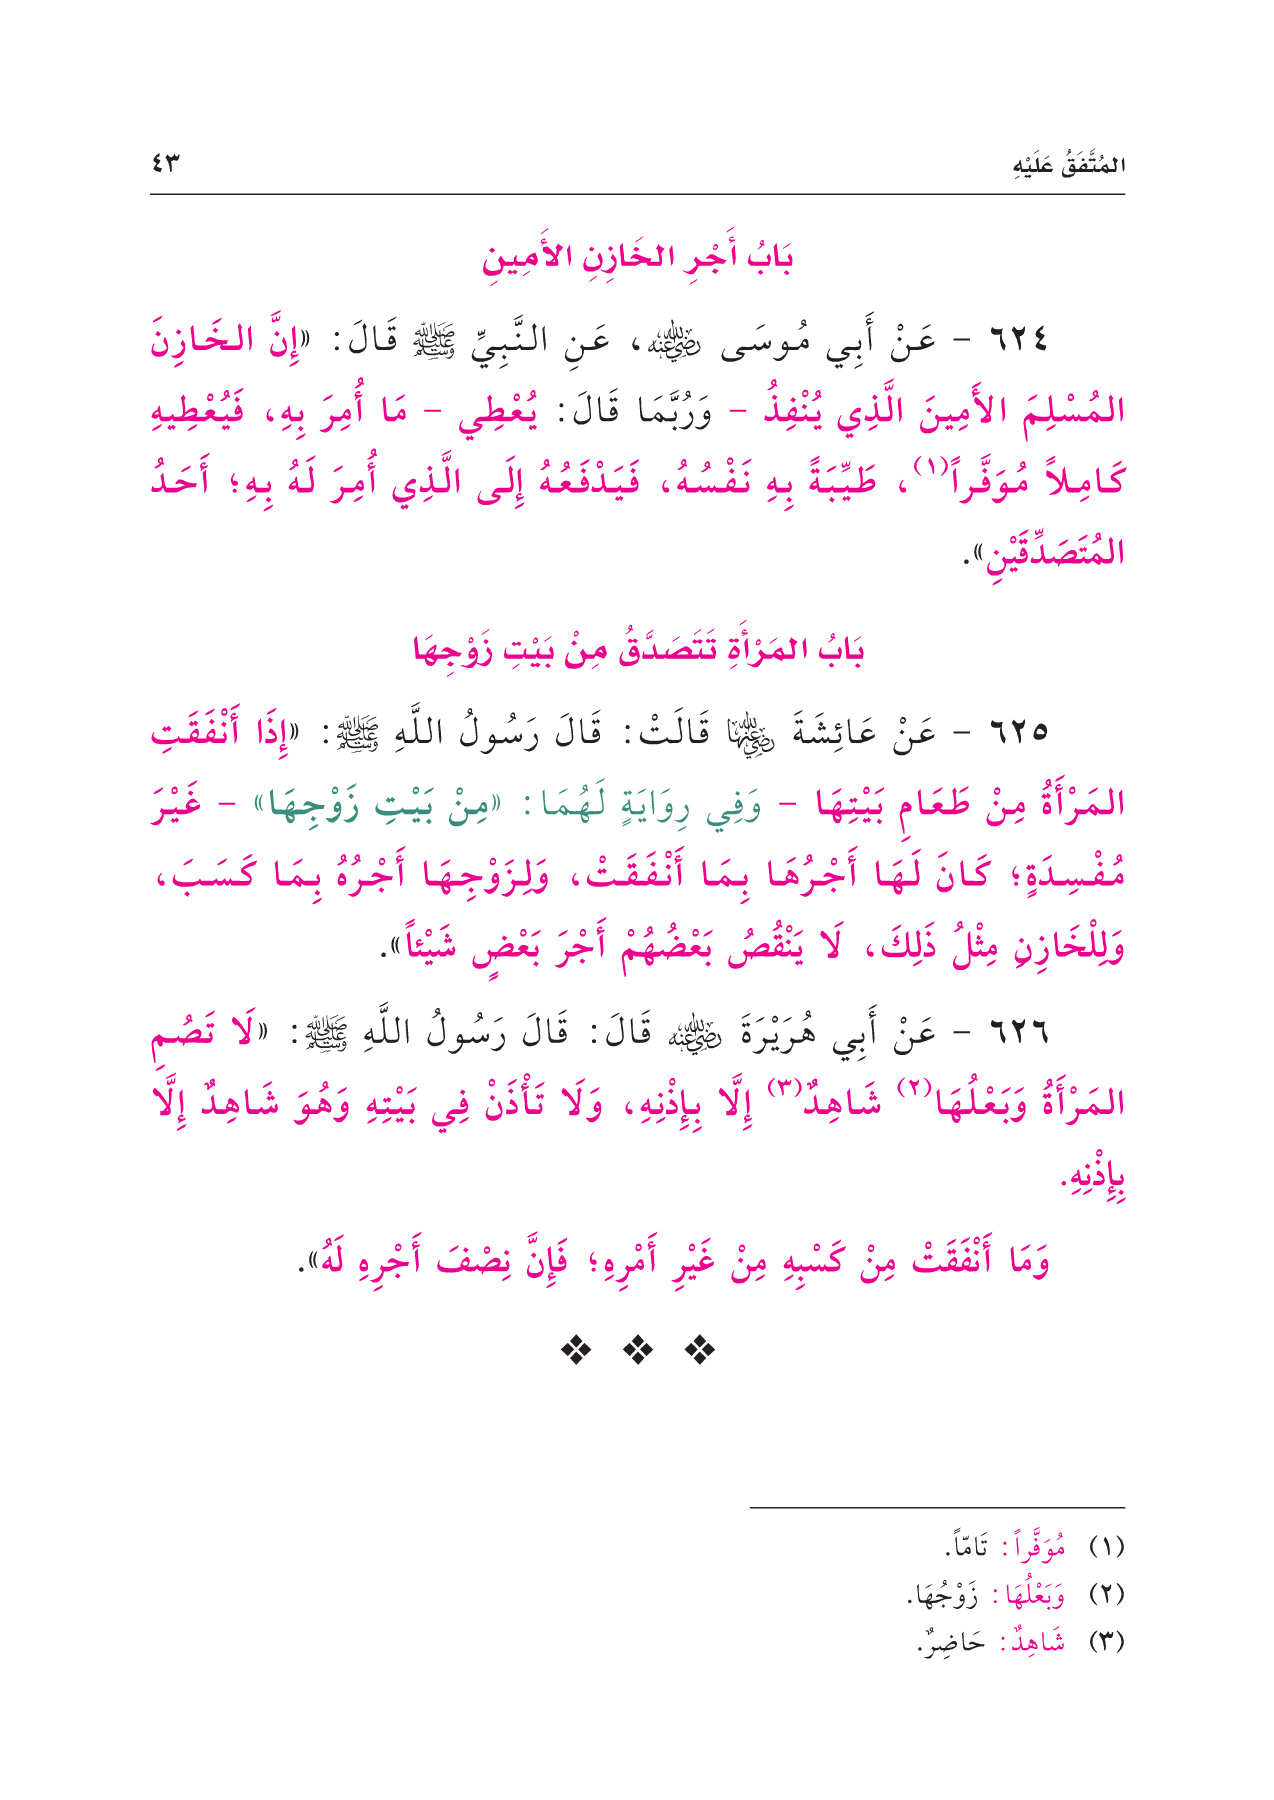 المُتَّفَقُ عَلَيْهِ
٤٣
بَابُ أَجْرِ الخَازِنِ الأَمِينِ
٦٢٤ - عَنْ أَبِي مُوسَى رضي الله عنه، عَنِ النَّبِيِّ ﷺ قَالَ: «إِنَّ الخَازِنَ
المُسْلِمَ الأَمِينَ الَّذِي يُنْفِذُ - وَرُبَّمَا قَالَ: يُعْطِي - مَا أُمِرَ بِهِ، فَيُعْطِيهِ
كَامِلاً مُوَفَّراً(١)، طَيِّبَةً بِهِ نَفْسُهُ، فَيَدْفَعُهُ إِلَى الَّذِي أُمِرَ لَهُ بِهِ؛ أَحَدُ
المُتَصَدِّقَيْنِ».
بَابُ المَرْأَةِ تَتَصَدَّقُ مِنْ بَيْتِ زَوْجِهَا
٦٢٥ - عَنْ عَائِشَةَ رضي الله عنها قَالَتْ: قَالَ رَسُولُ اللَّهِ ﷺ: «إِذَا أَنْفَقَتِ
المَرْأَةُ مِنْ طَعَامِ بَيْتِهَا - وَفِي رِوَايَةٍ لَهُمَا: «مِنْ بَيْتِ زَوْجِهَا» - غَيْرَ
مُفْسِدَةٍ؛ كَانَ لَهَا أَجْرُهَا بِمَا أَنْفَقَتْ، وَلِزَوْجِهَا أَجْرُهُ بِمَا كَسَبَ،
وَلِلْخَازِنِ مِثْلُ ذَلِكَ، لَا يَنْقُصُ بَعْضُهُمْ أَجْرَ بَعْضٍ شَيْئاً».
٦٢٦ - عَنْ أَبِي هُرَيْرَةَ رضي الله عنه قَالَ: قَالَ رَسُولُ اللَّهِ ﷺ: «لَا تَصُمِ
المَرْأَةُ وَبَعْلُهَا(٢) شَاهِدٌ(٣) إِلَّا بِإِذْنِهِ، وَلَا تَأْذَنْ فِي بَيْتِهِ وَهُوَ شَاهِدٌ إِلَّا
بِإِذْنِهِ.
وَمَا أَنْفَقَتْ مِنْ كَسْبِهِ مِنْ غَيْرِ أَمْرِهِ؛ فَإِنَّ نِصْفَ أَجْرِهِ لَهُ».
(١) مُوَفَّراً: تَامّاً.
(٢) وَبَعْلُهَا: زَوْجُهَا.
(٣) شَاهِدٌ: حَاضِرٌ.